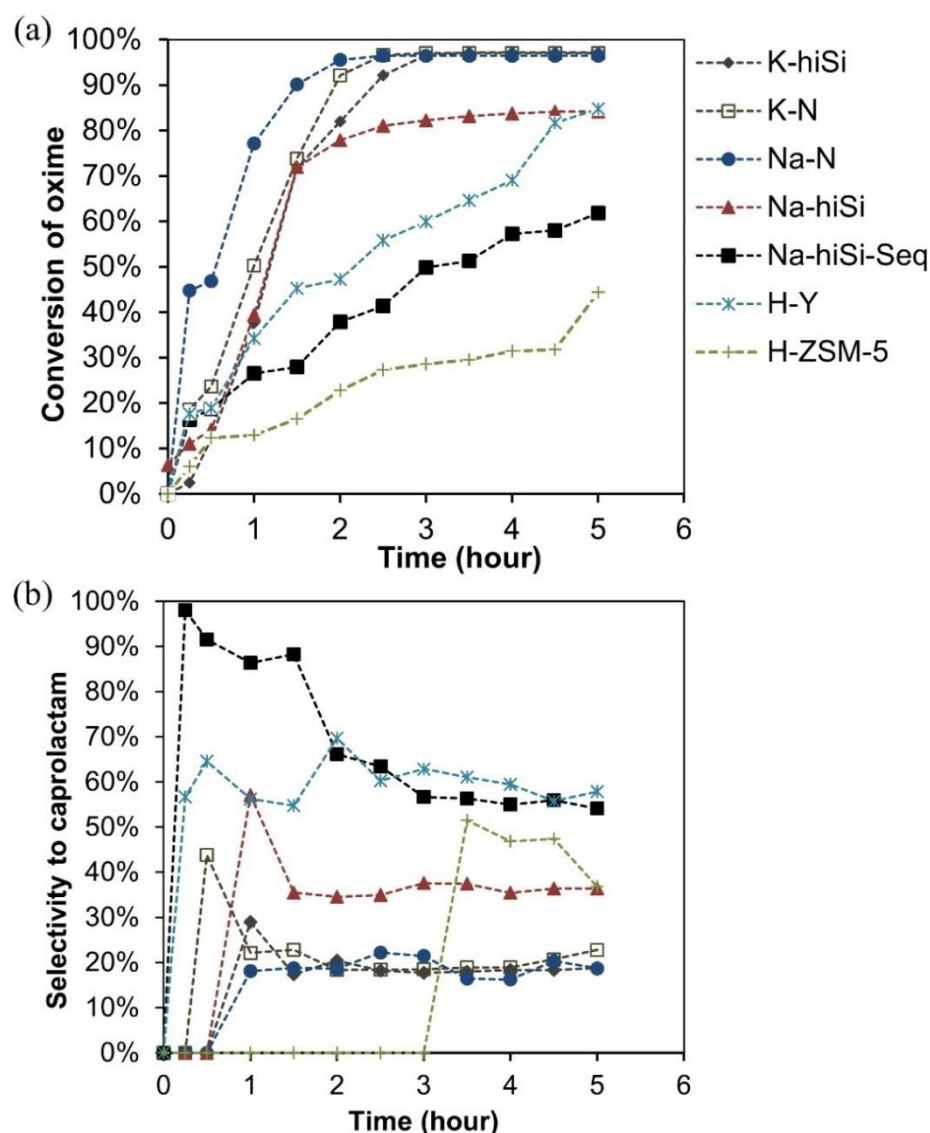 (a)
100%
90%
80%
70%
60%
50%
40%
30%
20%
10%
0%
Conversion of oxime
0 1 2 3 4 5 6
Time (hour)
K-hiSi
K-N
Na-N
Na-hiSi
Na-hiSi-Seq
H-Y
H-ZSM-5
(b)
100%
90%
80%
70%
60%
50%
40%
30%
20%
10%
0%
Selectivity to caprolactam
0 1 2 3 4 5 6
Time (hour)